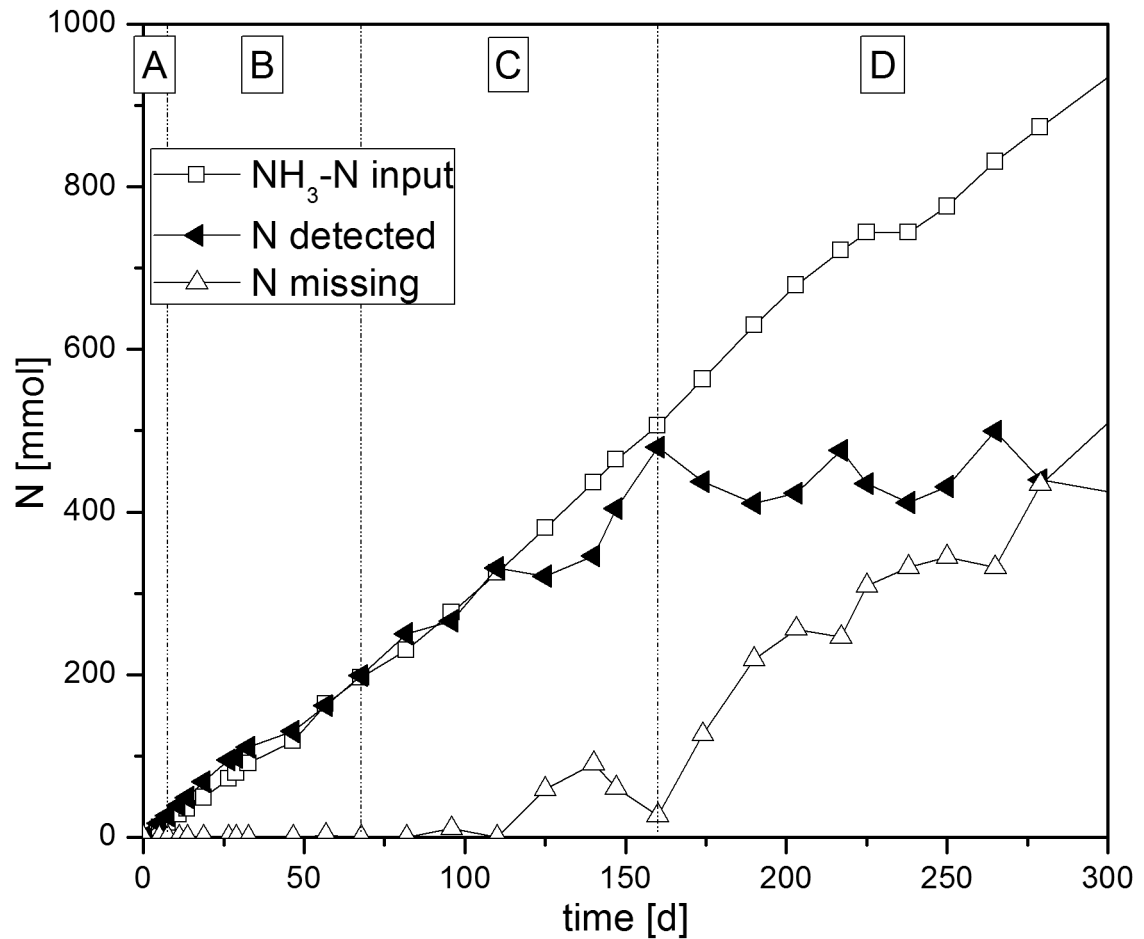 1000
A B C D
NH3-N input
N detected
N missing
800
600
400
200
0
N [mmol]
0 50 100 150 200 250 300
time [d]